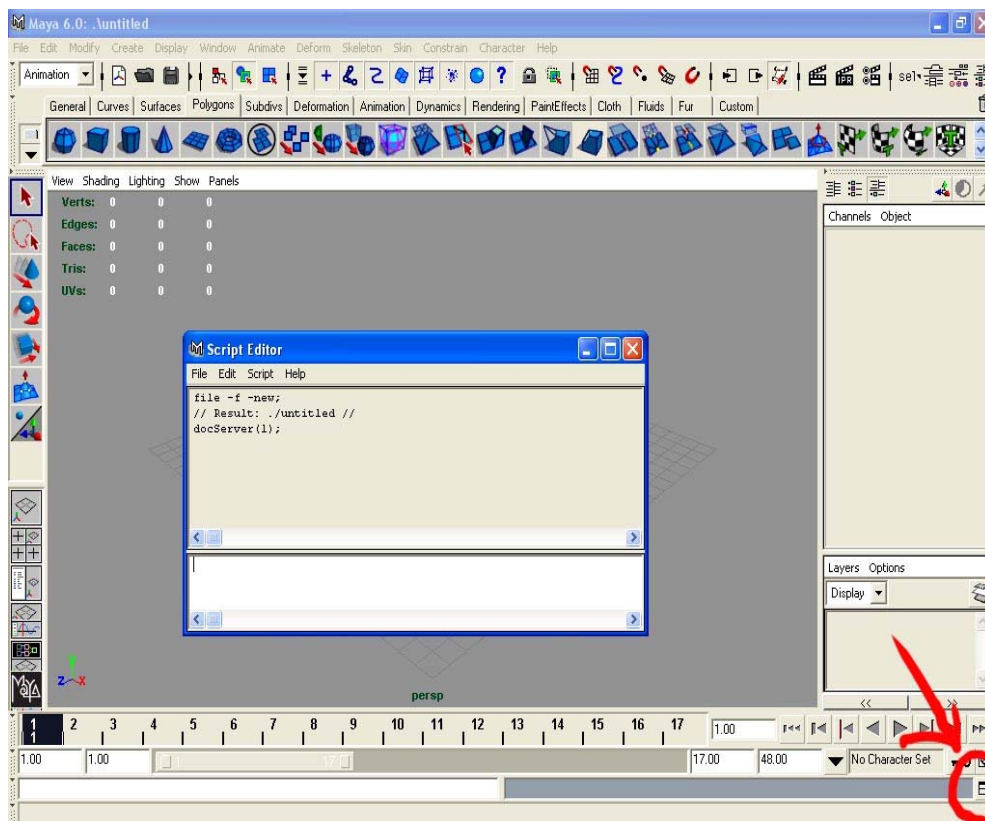 Maya 6.0: .\untitled
File Edit Modify Create Display Window Animate Deform Skeleton Skin Constrain Character Help
Animation
sel
General Curves Surfaces Polygons Subdivs Deformation Animation Dynamics Rendering PaintEffects Cloth Fluids Fur Custom
View Shading Lighting Show Panels
Verts: 0 0 0
Edges: 0 0 0
Faces: 0 0 0
Tris: 0 0 0
UVs: 0 0 0
Channels Object
Script Editor
File Edit Script Help
file -f -new;
// Result: ./untitled //
docServer(1);
Layers Options
Display
z x
persp
MAYA
<< >>
1 2 3 4 5 6 7 8 9 10 11 12 13 14 15 16 17
1
1.00
1.00 1.00 1 17 17.00 48.00 No Character Set